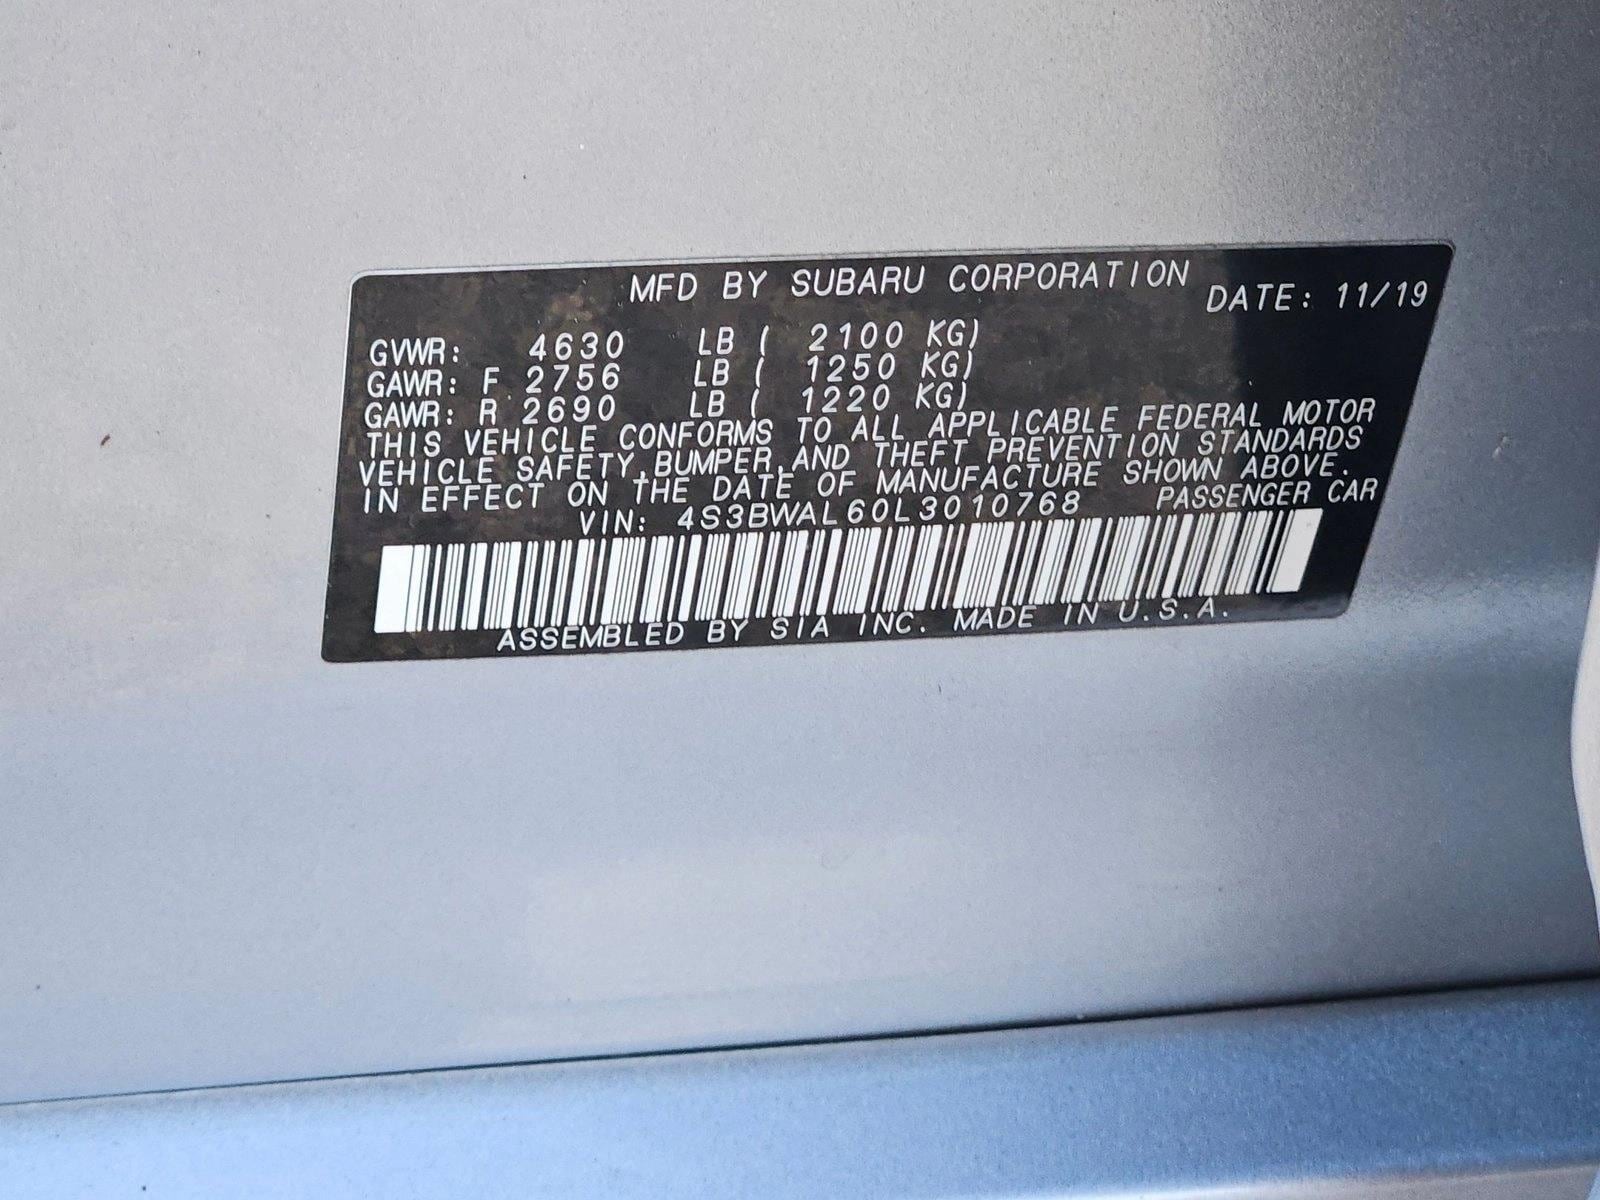 MFD BY SUBARU CORPORATION
DATE: 11/19
GVWR: 4630 LB ( 2100 KG)
GAWR: F 2756 LB ( 1250 KG)
GAWR: R 2690 LB ( 1220 KG)
THIS VEHICLE CONFORMS TO ALL APPLICABLE FEDERAL MOTOR
VEHICLE SAFETY,BUMPER,AND THEFT PREVENTION STANDARDS
IN EFFECT ON THE DATE OF MANUFACTURE SHOWN ABOVE.
VIN: 4S3BWAL60L3010768 PASSENGER CAR
ASSEMBLED BY SIA INC. MADE IN U.S.A.